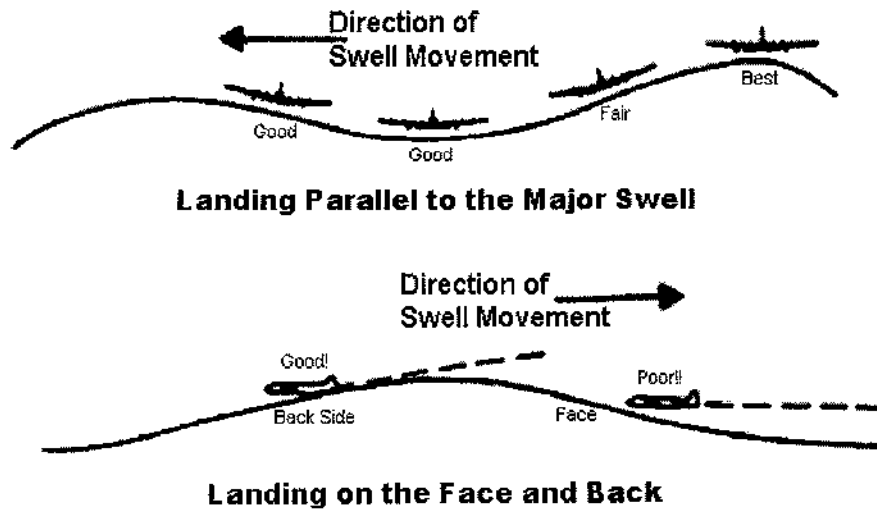 Direction of
Swell Movement
Best
Fair
Good
Good
Landing Parallel to the Major Swell
Direction of
Swell Movement
Good!
Poor!!
Back Side
Face
Landing on the Face and Back